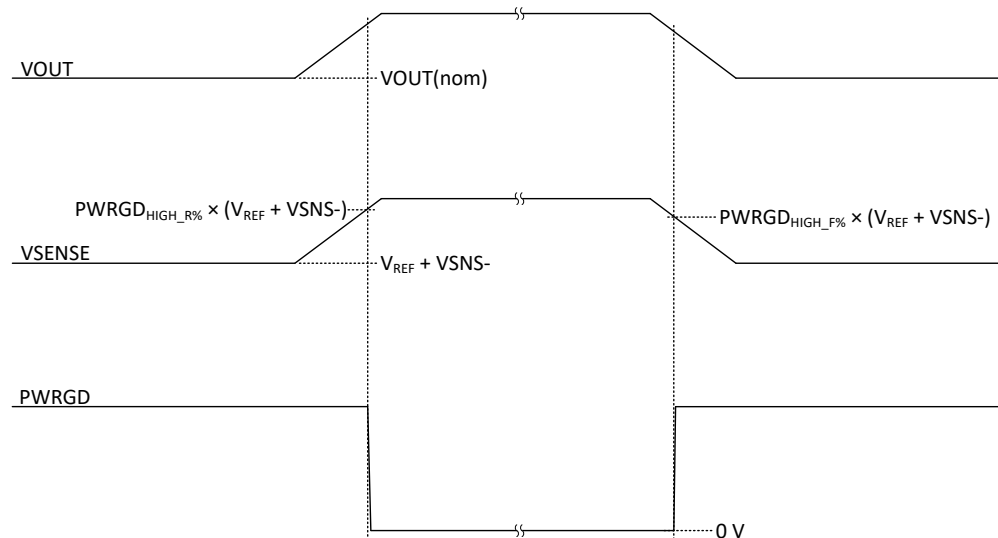 VOUT
VOUT(nom)
PWRGD_HIGH_R% × (V_REF + VSNS-)
PWRGD_HIGH_F% × (V_REF + VSNS-)
VSENSE
V_REF + VSNS-
PWRGD
0 V